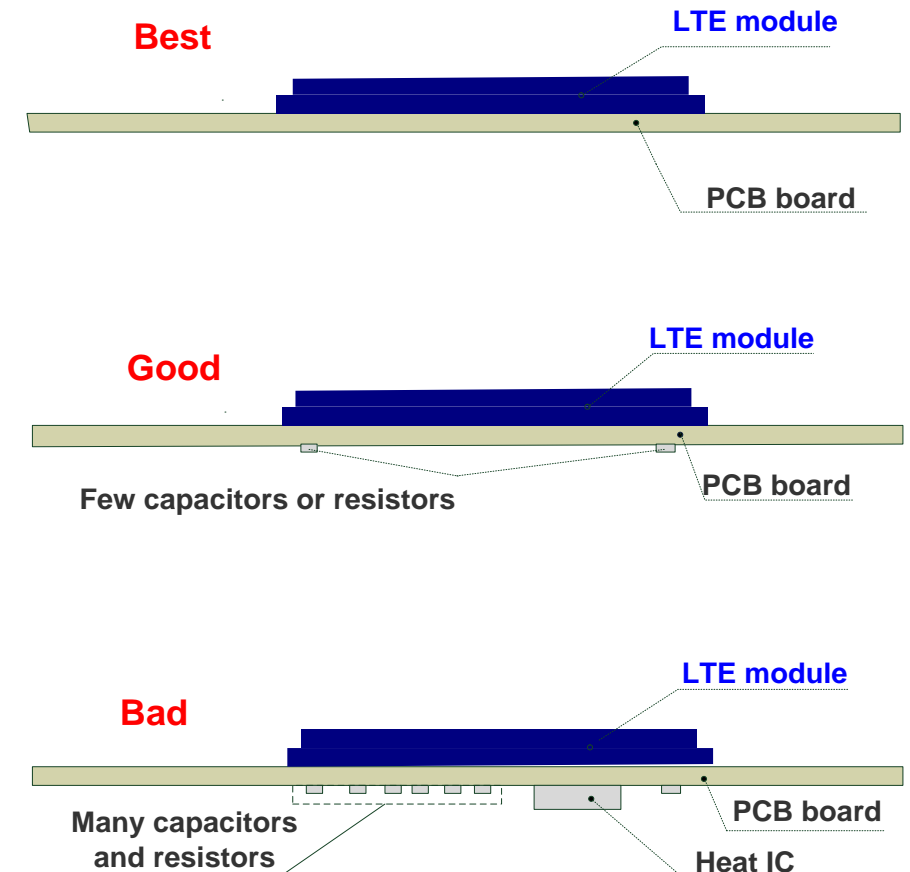 Best
LTE module
PCB board
LTE module
Good
PCB board
Few capacitors or resistors
LTE module
Bad
PCB board
Many capacitors
and resistors
Heat IC